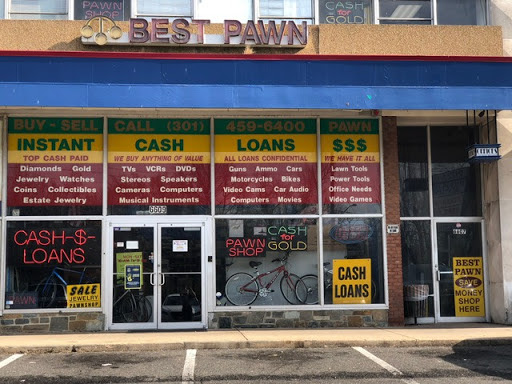 PAWN
SHOP
CASH
for
GOLD
BEST PAWN
BUY - SELL
INSTANT
TOP CASH PAID
Diamonds Gold
Jewelry Watches
Coins Collectibles
Estate Jewelry
CALL (301)
CASH
WE BUY ANYTHING OF VALUE
TVs VCRs DVDs
Stereos Speakers
Cameras Computers
Musical Instruments
459-6400
LOANS
ALL LOANS CONFIDENTIAL
Guns Ammo Cars
Motorcycles Bikes
Video Cams Car Audio
Computers Movies
PAWN
$$$
WE HAVE IT ALL
Lawn Tools
Power Tools
Office Needs
Video Games
CASH-$-
LOANS
PAWN
SHOP
CASH
for
GOLD
CASH
LOANS
SALE
JEWELRY
PAWNSHOP
PAWN
BEST
PAWN
SAVE
MONEY
SHOP
HERE